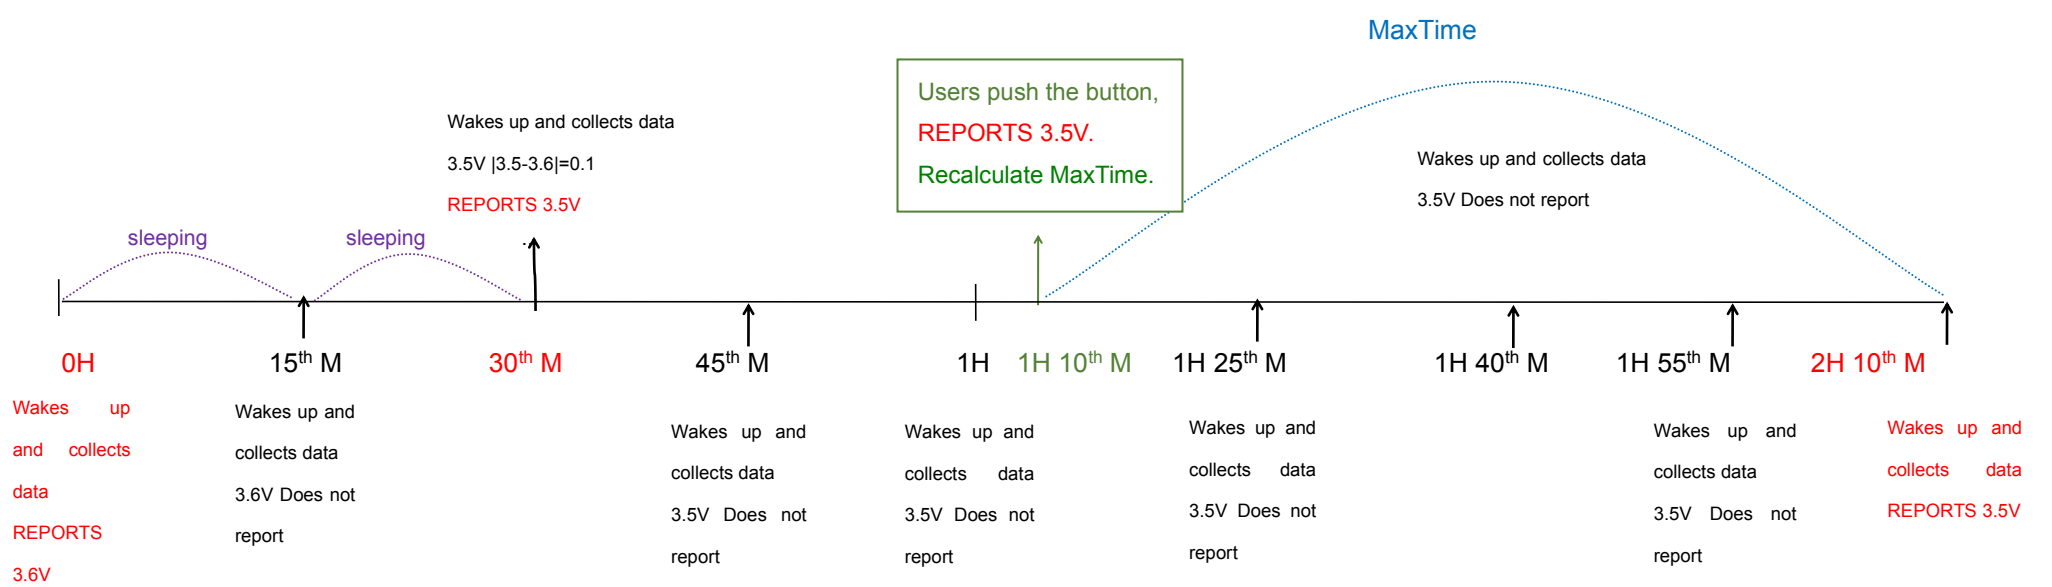 MaxTime
Users push the button,
REPORTS 3.5V.
Recalculate MaxTime.
Wakes up and collects data
3.5V |3.5-3.6|=0.1
REPORTS 3.5V
Wakes up and collects data
3.5V Does not report
sleeping
sleeping
0H
15th M
30th M
45th M
1H
1H 10th M
1H 25th M
1H 40th M
1H 55th M
2H 10th M
Wakes up
and collects
data
REPORTS
3.6V
Wakes up and
collects data
3.6V Does not
report
Wakes up and
collects data
3.5V Does not
report
Wakes up and
collects data
3.5V Does not
report
Wakes up and
collects data
3.5V Does not
report
Wakes up and
collects data
3.5V Does not
report
Wakes up and
collects data
REPORTS 3.5V